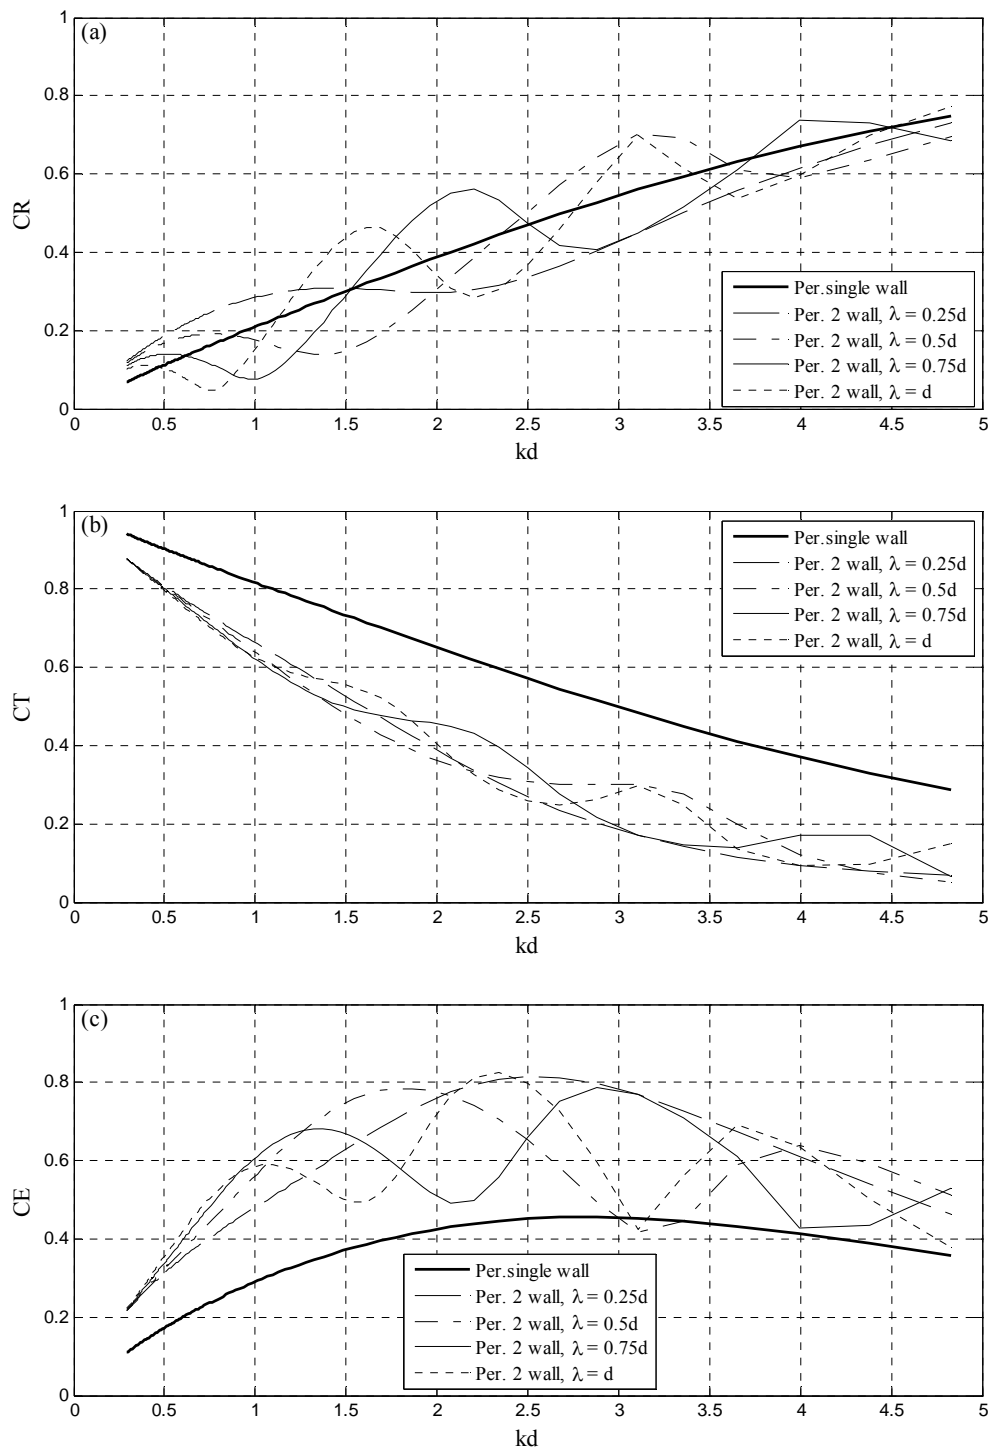 (a)
1
0.8
0.6
0.4
0.2
0
CR
0 0.5 1 1.5 2 2.5 3 3.5 4 4.5 5
kd
Per.single wall
Per. 2 wall, λ = 0.25d
Per. 2 wall, λ = 0.5d
Per. 2 wall, λ = 0.75d
Per. 2 wall, λ = d
(b)
1
0.8
0.6
0.4
0.2
0
CT
0 0.5 1 1.5 2 2.5 3 3.5 4 4.5 5
kd
Per.single wall
Per. 2 wall, λ = 0.25d
Per. 2 wall, λ = 0.5d
Per. 2 wall, λ = 0.75d
Per. 2 wall, λ = d
(c)
1
0.8
0.6
0.4
0.2
0
CE
0 0.5 1 1.5 2 2.5 3 3.5 4 4.5 5
kd
Per.single wall
Per. 2 wall, λ = 0.25d
Per. 2 wall, λ = 0.5d
Per. 2 wall, λ = 0.75d
Per. 2 wall, λ = d